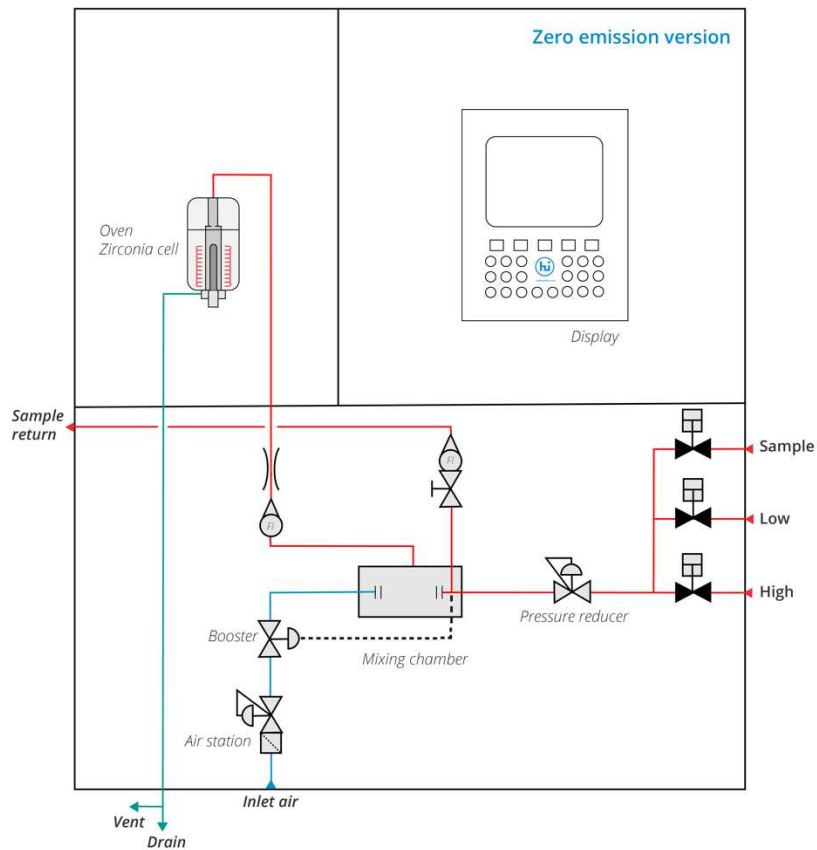 Zero emission version
Oven
Zirconia cell
Display
Sample
return
FI
Sample
FI
Low
High
Pressure reducer
Booster
Mixing chamber
Air station
Inlet air
Vent
Drain